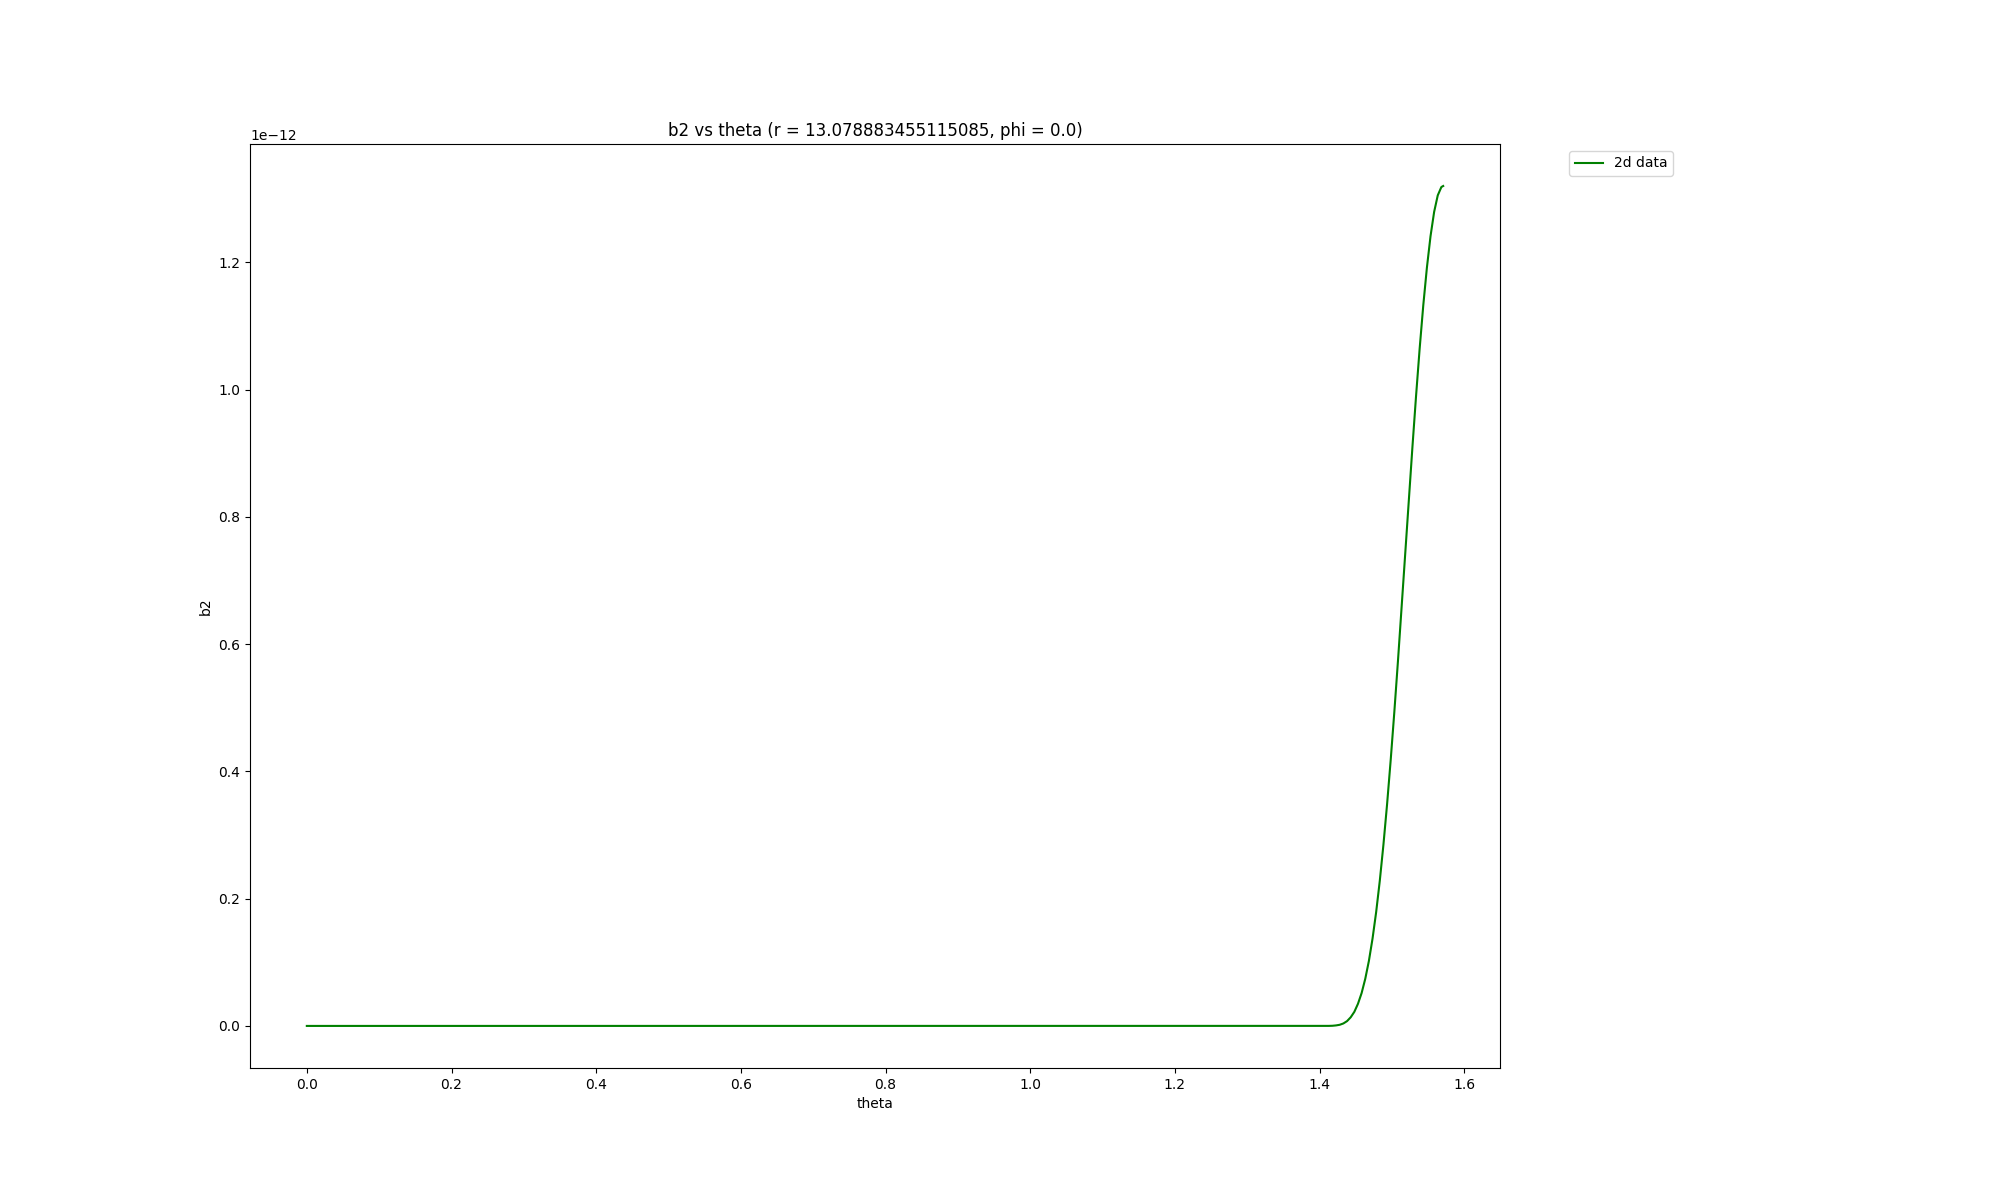 b2 vs theta (r = 13.078883455115085, phi = 0.0)
1e−12
2d data
1.2
1.0
0.8
0.6
0.4
0.2
0.0
b2
0.0 0.2 0.4 0.6 0.8 1.0 1.2 1.4 1.6
theta